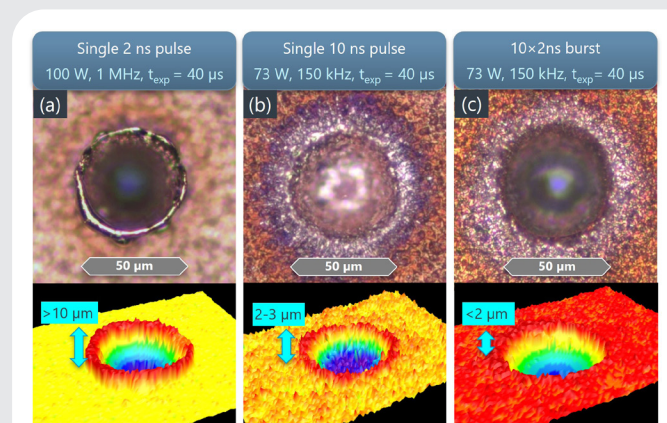 Single 2 ns pulse
100 W, 1 MHz, texp= 40 µs
Single 10 ns pulse
73 W, 150 kHz, texp= 40 µs
10×2ns burst
73 W, 150 kHz, texp= 40 µs
(a)
(b)
(c)
50 µm
50 µm
50 µm
>10 µm
2-3 µm
<2 µm